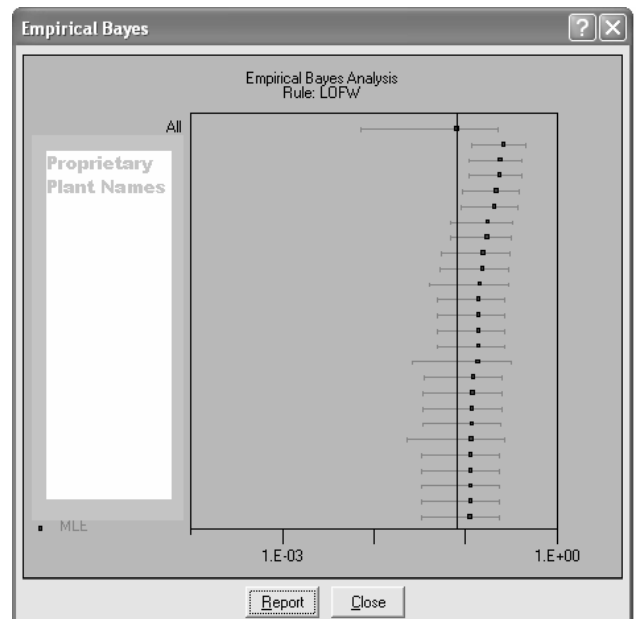 Empirical Bayes
Empirical Bayes Analysis
Rule: LOFW
All
Proprietary
Plant Names
MLE
1.E-03
1.E+00
Report
Close